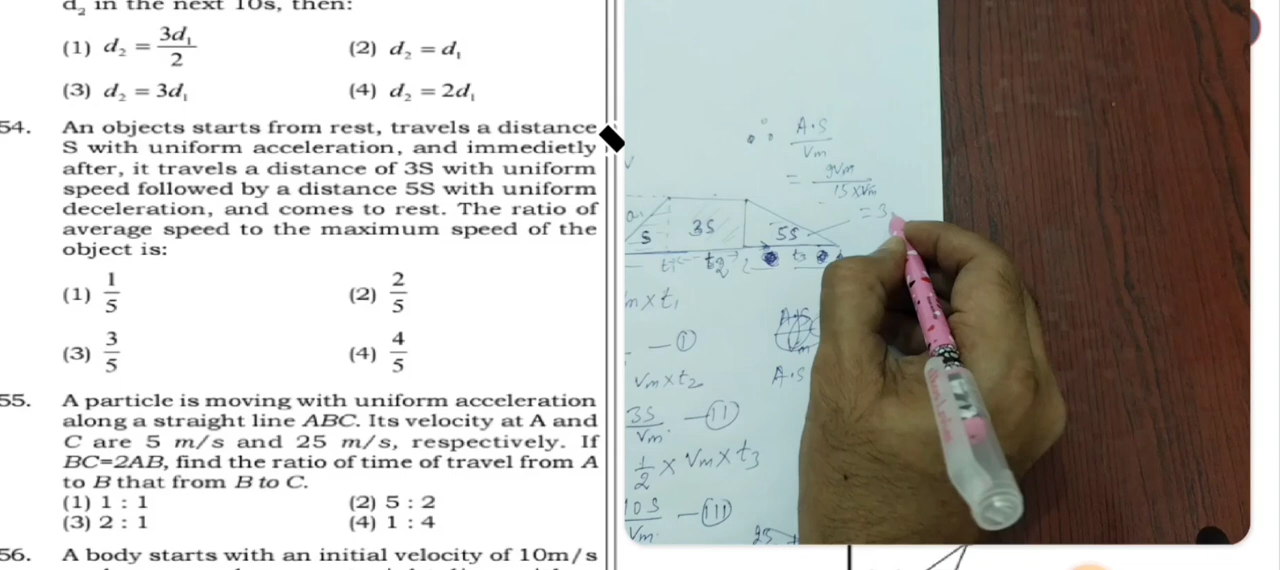 d₂ in the next 10s, then:
(1) d₂ = 3d₁/2 (2) d₂ = d₁
(3) d₂ = 3d₁ (4) d₂ = 2d₁
54. An objects starts from rest, travels a distance
S with uniform acceleration, and immedietly
after, it travels a distance of 3S with uniform
speed followed by a distance 5S with uniform
deceleration, and comes to rest. The ratio of
average speed to the maximum speed of the
object is:
(1) 1/5 (2) 2/5
(3) 3/5 (4) 4/5
55. A particle is moving with uniform acceleration
along a straight line ABC. Its velocity at A and
C are 5 m/s and 25 m/s, respectively. If
BC=2AB, find the ratio of time of travel from A
to B that from B to C.
(1) 1 : 1 (2) 5 : 2
(3) 2 : 1 (4) 1 : 4
56. A body starts with an initial velocity of 10m/s
∴ A.S/Vm
= 9Vm/15×Vm
= 3
S 3S 5S
t₁ t₂ t₃
m×t₁
— (I)
Vm×t₂
3S/Vm. — (II)
1/2 × Vm × t₃
10S/Vm. — (III)
A.S
A.S